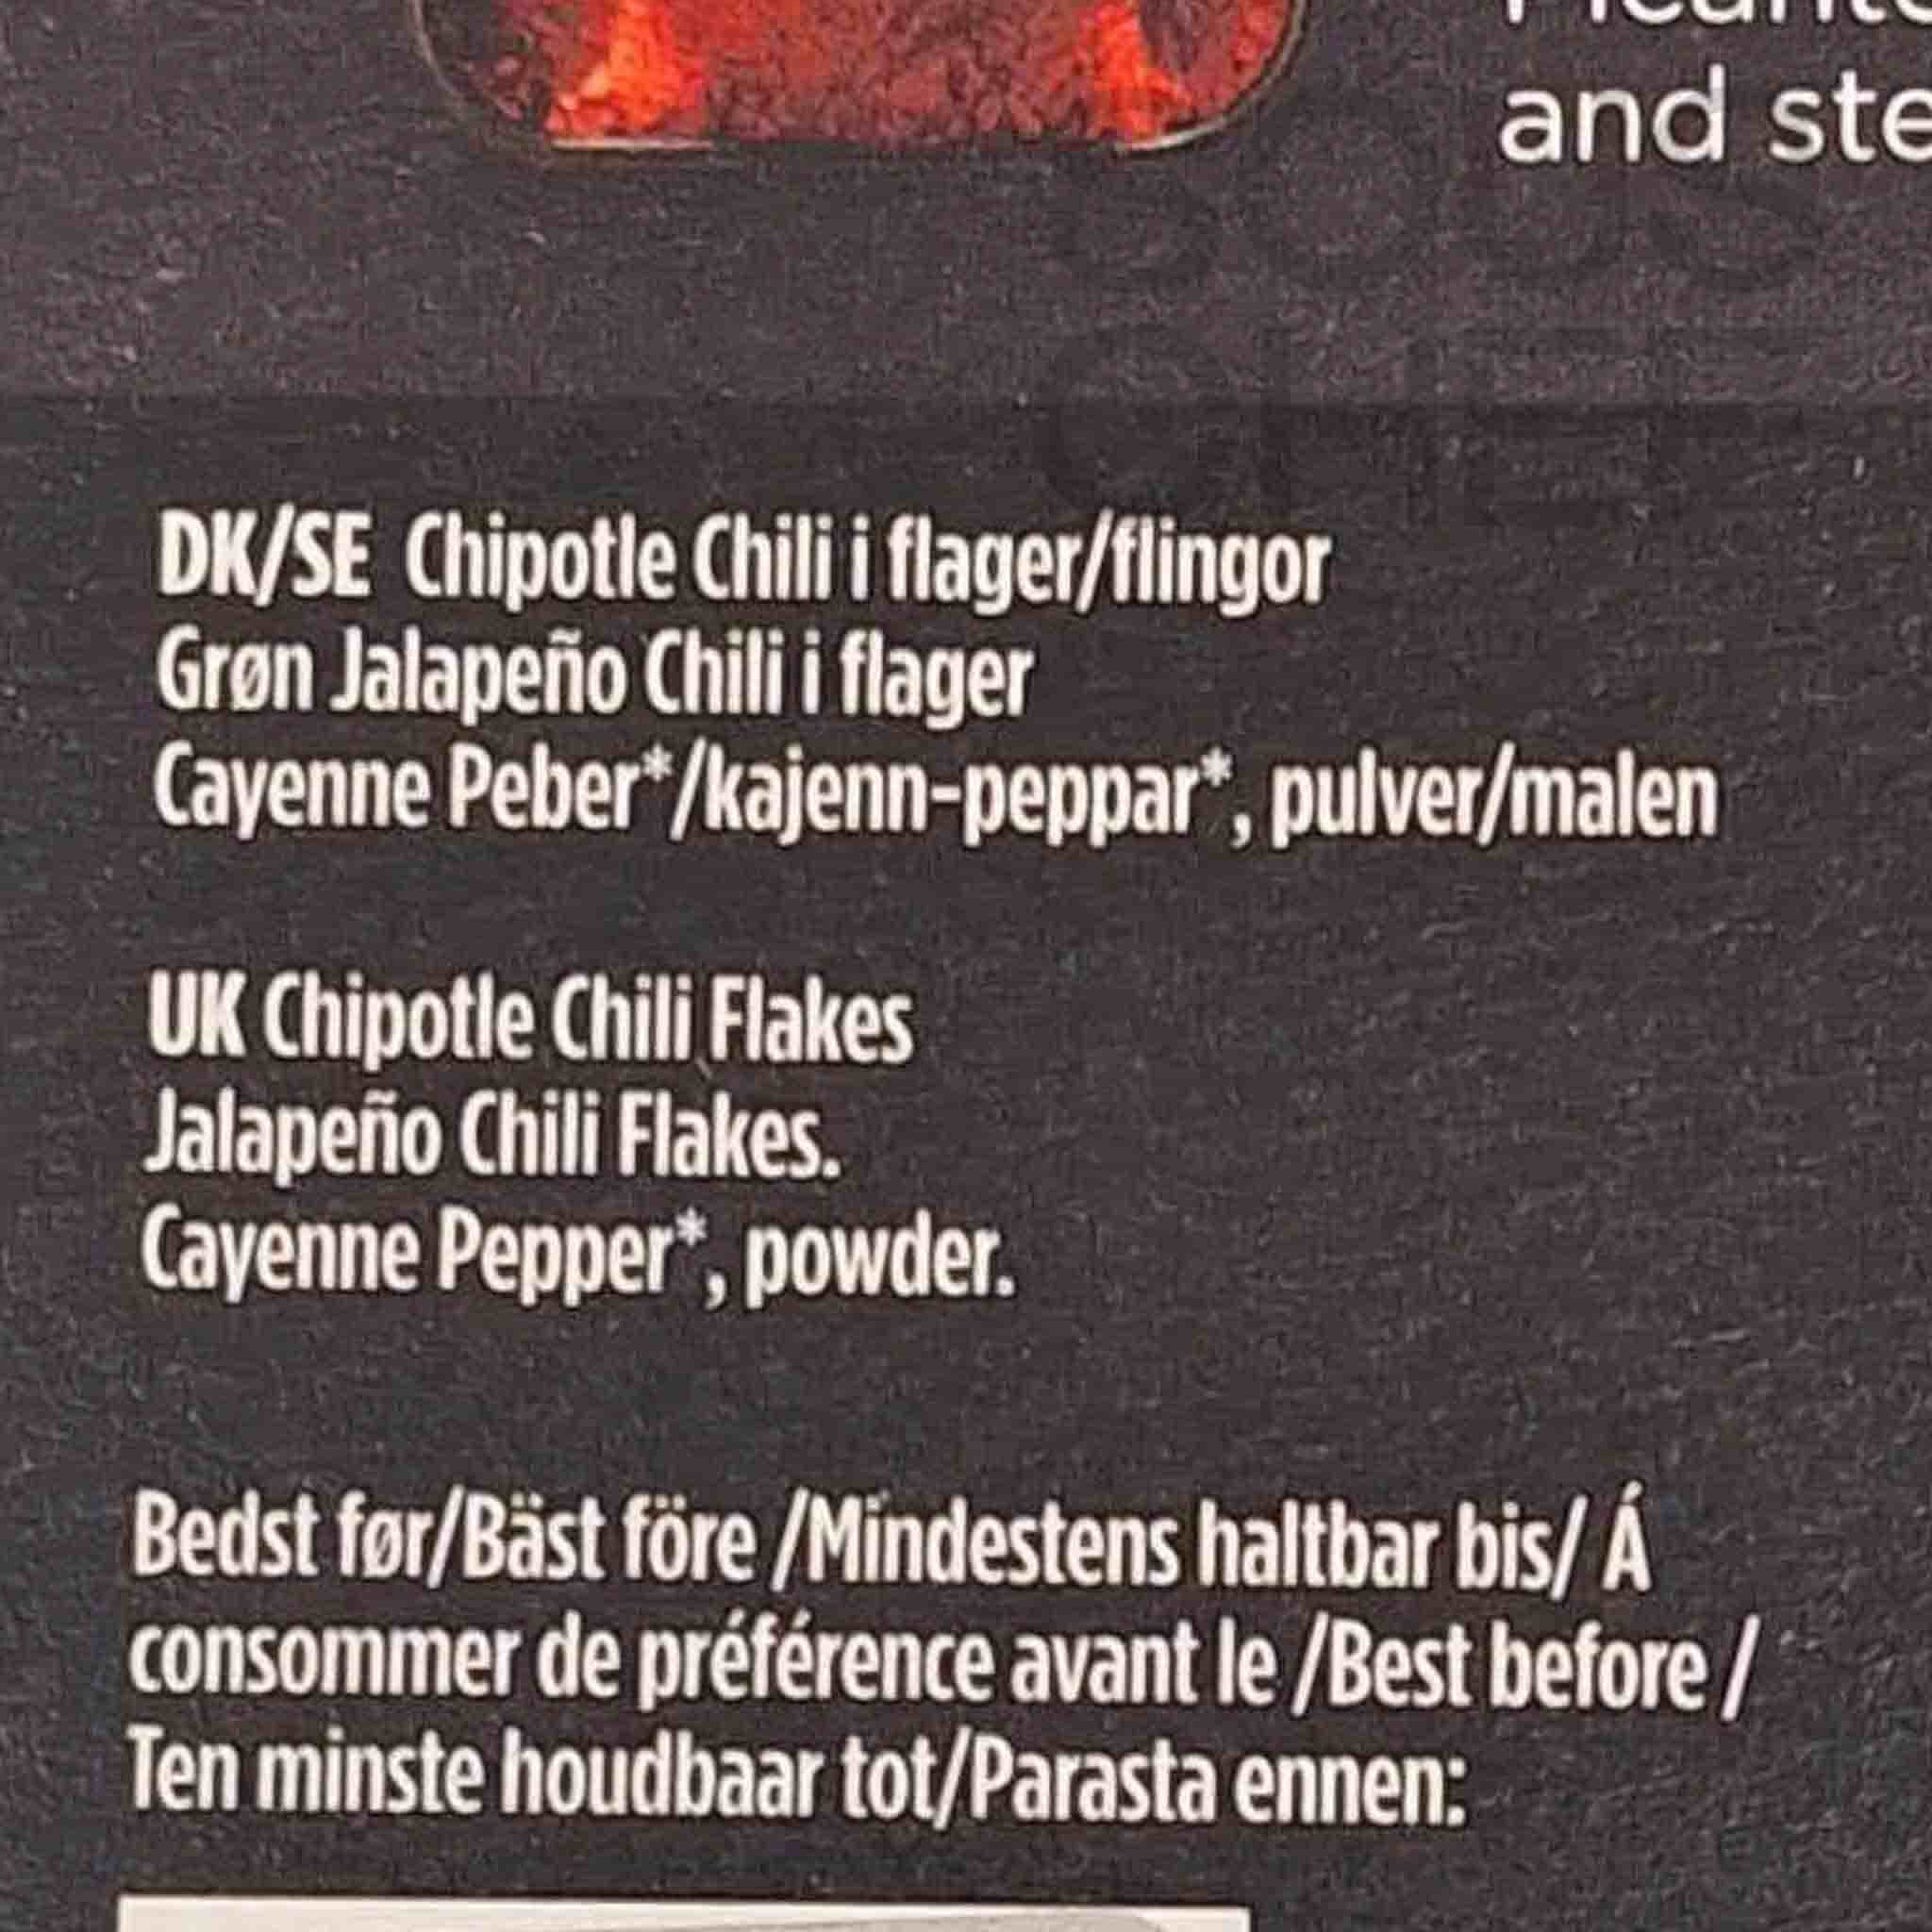 and
DK/SE Chipotle Chili i flager/flingor
Grøn Jalapeño Chili i flager
Cayenne Peber*/kajenn-peppar*, pulver/malen
UK Chipotle Chili Flakes
Jalapeño Chili Flakes.
Cayenne Pepper*, powder.
Bedst før/Bäst före /Mindestens haltbar bis/ Á
consommer de préférence avant le /Best before /
Ten minste houdbaar tot/Parasta ennen: